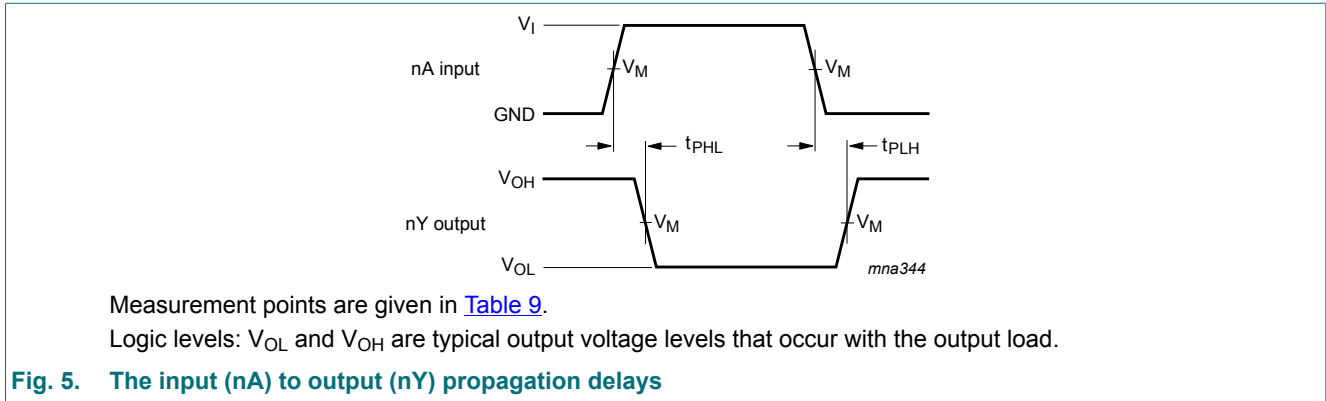 VI
nA input
VM
VM
GND
tPHL
tPLH
VOH
nY output
VM
VM
VOL
mna344
Measurement points are given in Table 9.
Logic levels: VOL and VOH are typical output voltage levels that occur with the output load.
Fig. 5. The input (nA) to output (nY) propagation delays